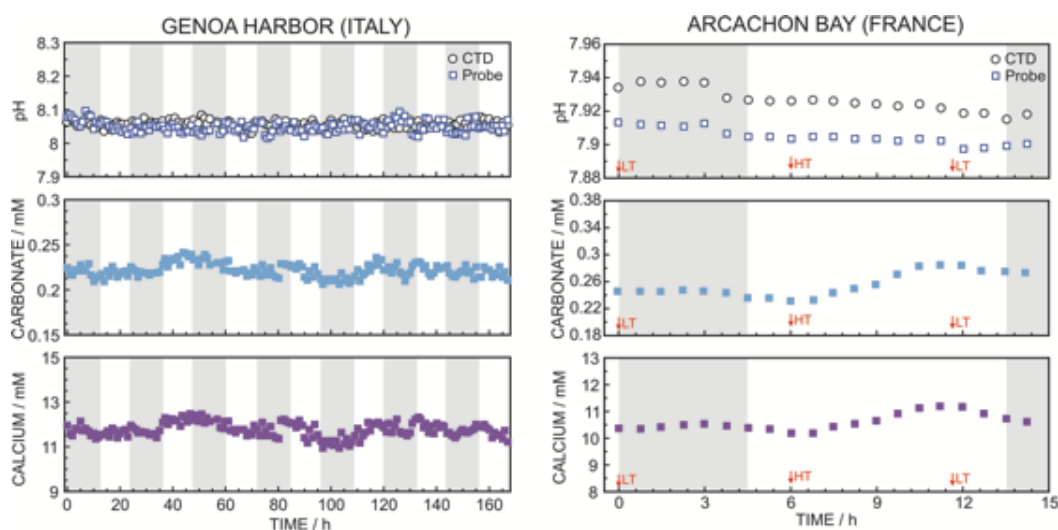 GENOA HARBOR (ITALY)
8.3
8.2
8.1
8
7.9
pH
CTD
Probe
0.3
0.25
0.2
0.15
CARBONATE / mM
15
13
11
9
CALCIUM / mM
0 20 40 60 80 100 120 140 160
TIME / h
ARCACHON BAY (FRANCE)
7.96
7.94
7.92
7.9
7.88
pH
CTD
Probe
LT
HT
LT
0.38
0.34
0.3
0.26
0.22
0.18
CARBONATE / mM
LT
HT
LT
13
12
11
10
9
8
CALCIUM / mM
LT
HT
LT
0 3 6 9 12 15
TIME / h